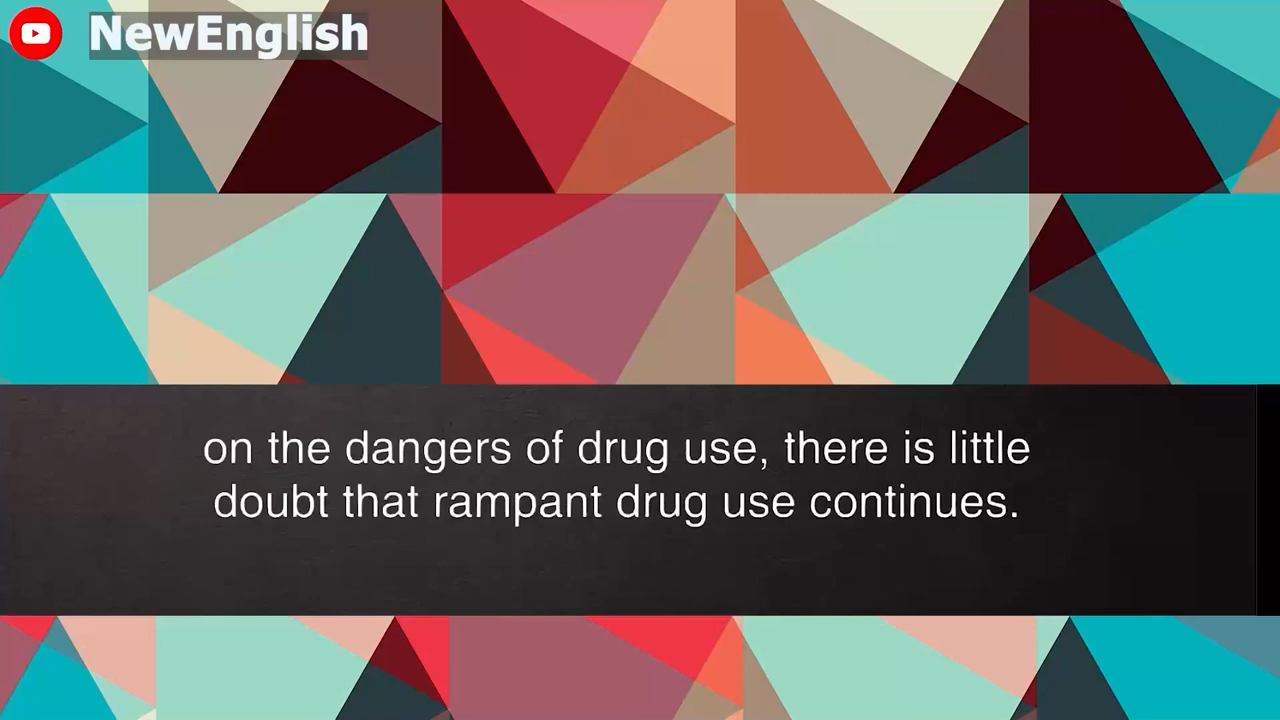 NewEnglish
on the dangers of drug use, there is little
doubt that rampant drug use continues.